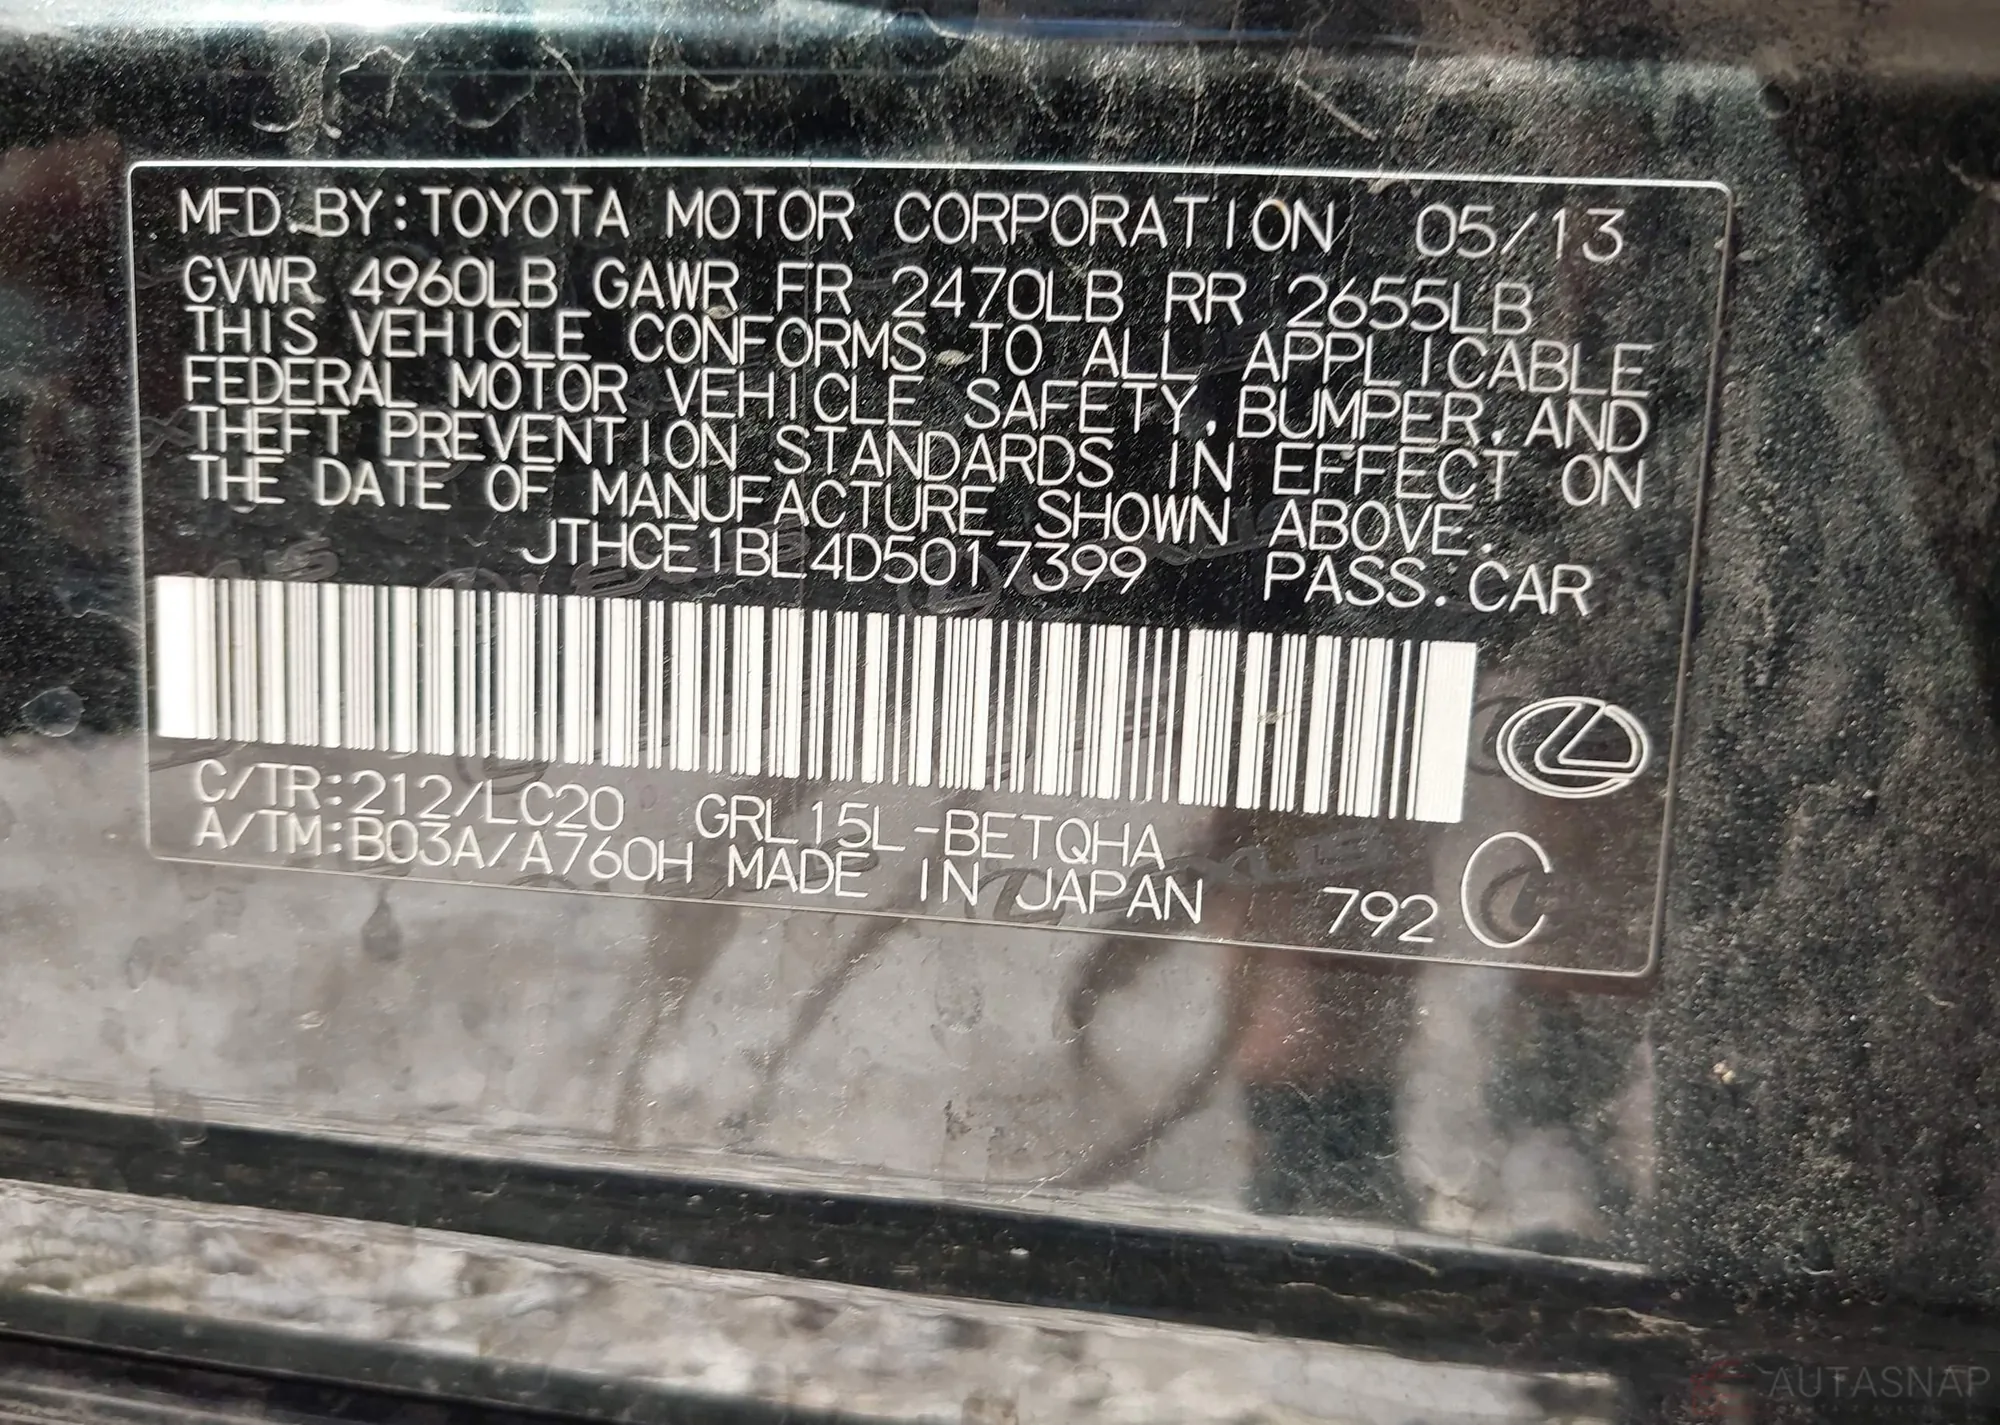 MFD. BY: TOYOTA MOTOR CORPORATION 05/13
GVWR 4960LB GAWR FR 2470LB RR 2655LB
THIS VEHICLE CONFORMS TO ALL APPLICABLE
FEDERAL MOTOR VEHICLE SAFETY, BUMPER, AND
THEFT PREVENTION STANDARDS IN EFFECT ON
THE DATE OF MANUFACTURE SHOWN ABOVE.
JTHCE1BL4D5017399 PASS. CAR
C/TR:212/LC20 GRL15L-BETQHA
A/TM:B03A/A760H MADE IN JAPAN 792 C
AUTASNAP